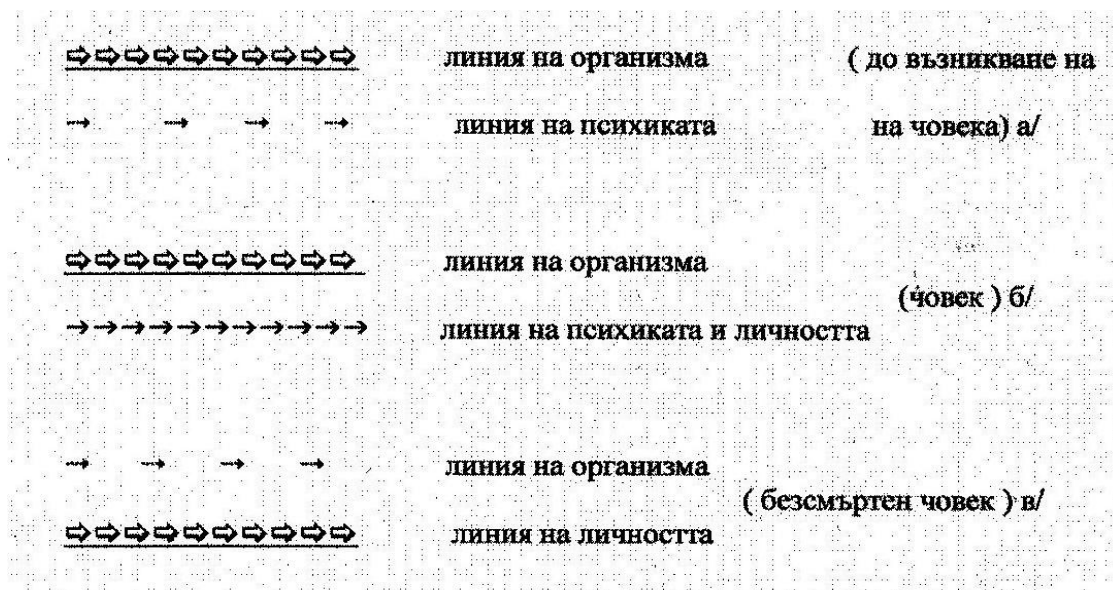 ⇨⇨⇨⇨⇨⇨⇨⇨⇨⇨ линия на организма ( до възникване на
→ → → → линия на психиката на човека) а/
⇨⇨⇨⇨⇨⇨⇨⇨⇨⇨ линия на организма
(човек ) б/
→→→→→→→→→→→ линия на психиката и личността
→ → → → линия на организма
( безсмъртен човек ) в/
⇨⇨⇨⇨⇨⇨⇨⇨⇨⇨ линия на личността